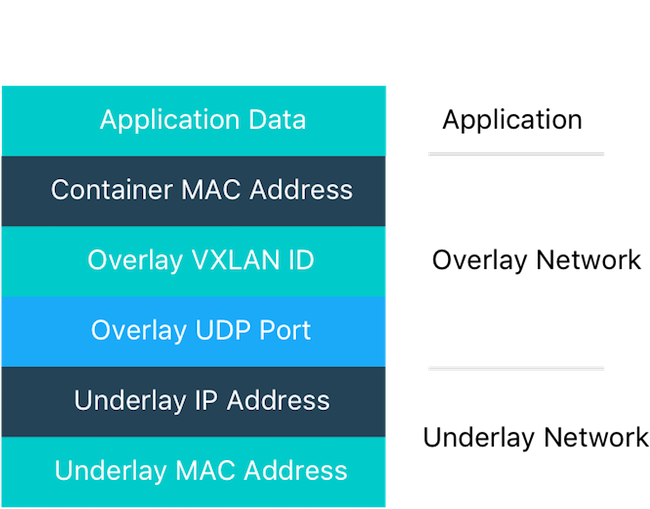 Application Data
Application
Container MAC Address
Overlay VXLAN ID
Overlay Network
Overlay UDP Port
Underlay IP Address
Underlay Network
Underlay MAC Address